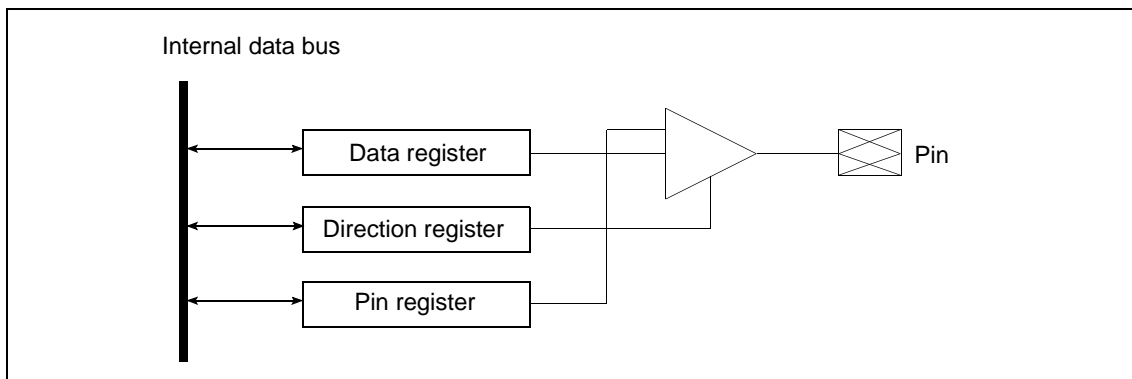 Internal data bus
Data register
Pin
Direction register
Pin register